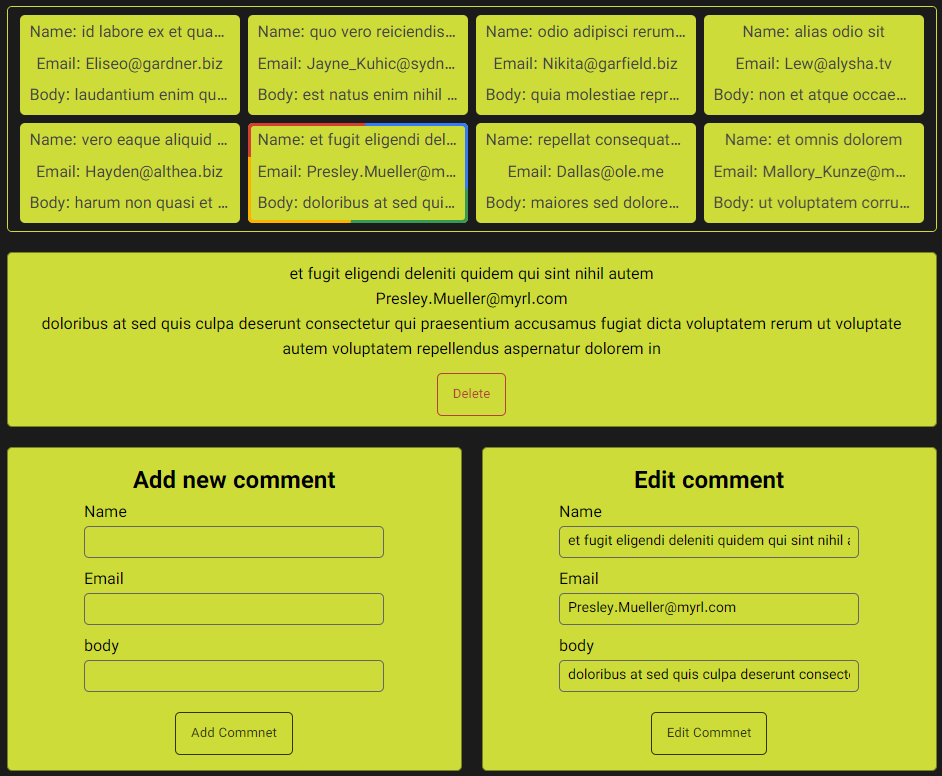 Name: id labore ex et qua...
Name: quo vero reiciendis...
Name: odio adipisci rerum...
Name: alias odio sit
Email: Eliseo@gardner.biz
Email: Jayne_Kuhic@sydn...
Email: Nikita@garfield.biz
Email: Lew@alysha.tv
Body: laudantium enim qu...
Body: est natus enim nihil ...
Body: quia molestiae repr...
Body: non et atque occae...
Name: vero eaque aliquid ...
Name: et fugit eligendi del...
Name: repellat consequat...
Name: et omnis dolorem
Email: Hayden@althea.biz
Email: Presley.Mueller@m...
Email: Dallas@ole.me
Email: Mallory_Kunze@m...
Body: harum non quasi et ...
Body: doloribus at sed qui...
Body: maiores sed dolore...
Body: ut voluptatem corru...
et fugit eligendi deleniti quidem qui sint nihil autem
Presley.Mueller@myrl.com
doloribus at sed quis culpa deserunt consectetur qui praesentium accusamus fugiat dicta voluptatem rerum ut voluptate
autem voluptatem repellendus aspernatur dolorem in
Delete
Add new comment
Name
Email
body
Add Commnet
Edit comment
Name
et fugit eligendi deleniti quidem qui sint nihil
Email
Presley.Mueller@myrl.com
body
doloribus at sed quis culpa deserunt consect
Edit Commnet